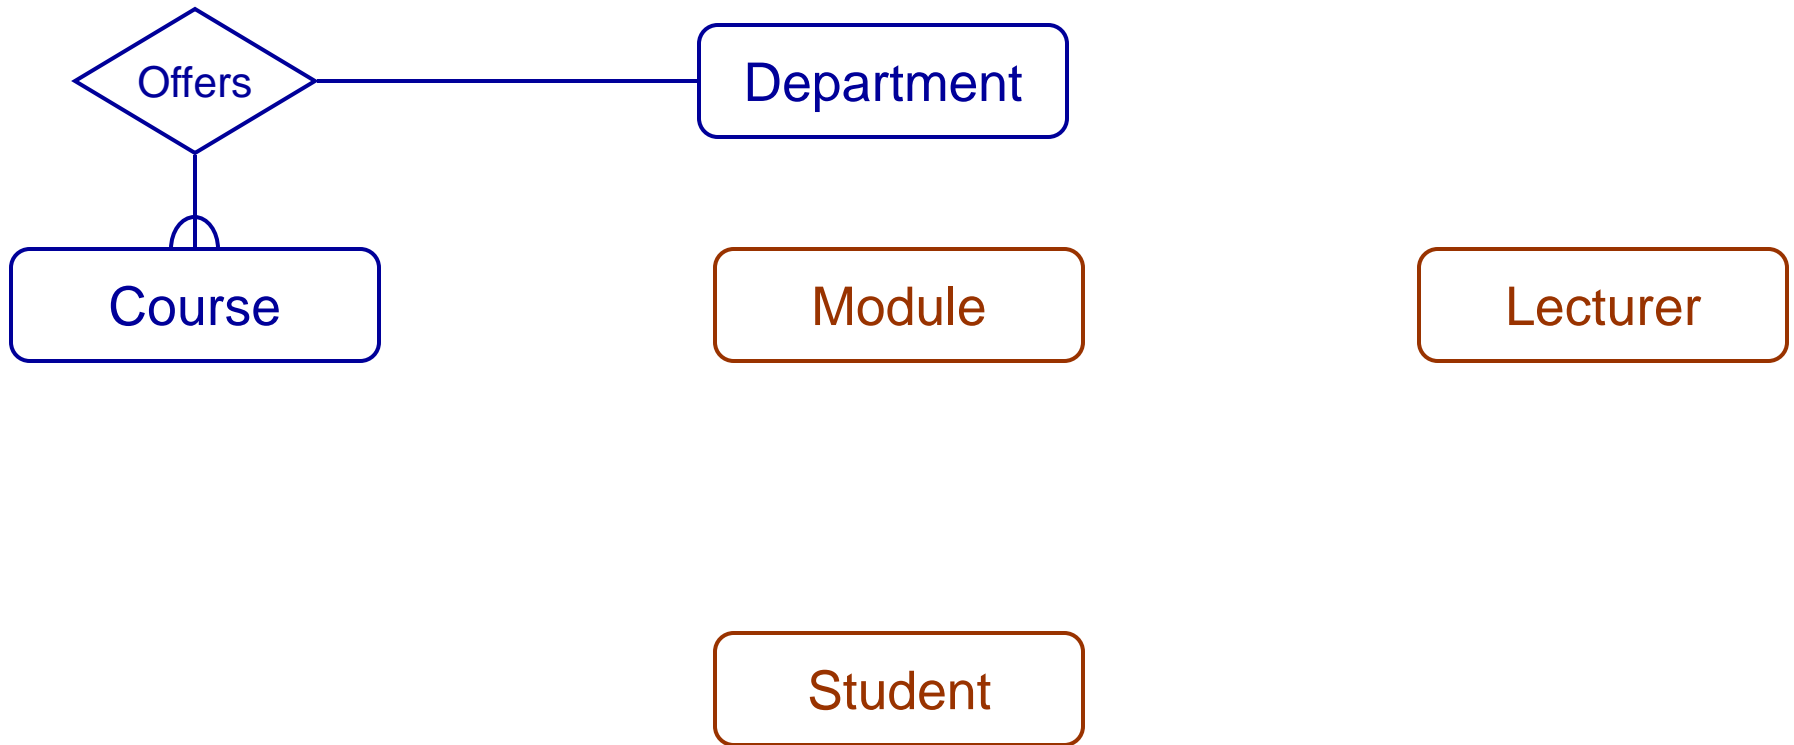 Offers
Department
Course
Module
Lecturer
Student